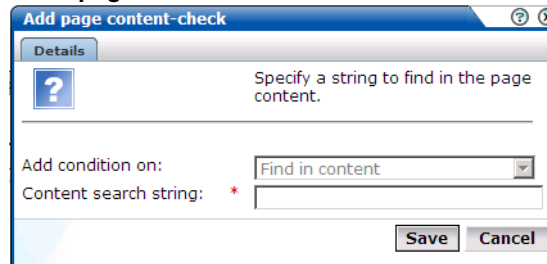 Add page content-check
Details
Specify a string to find in the page
content.
Add condition on:
Find in content
Content search string: *
Save Cancel